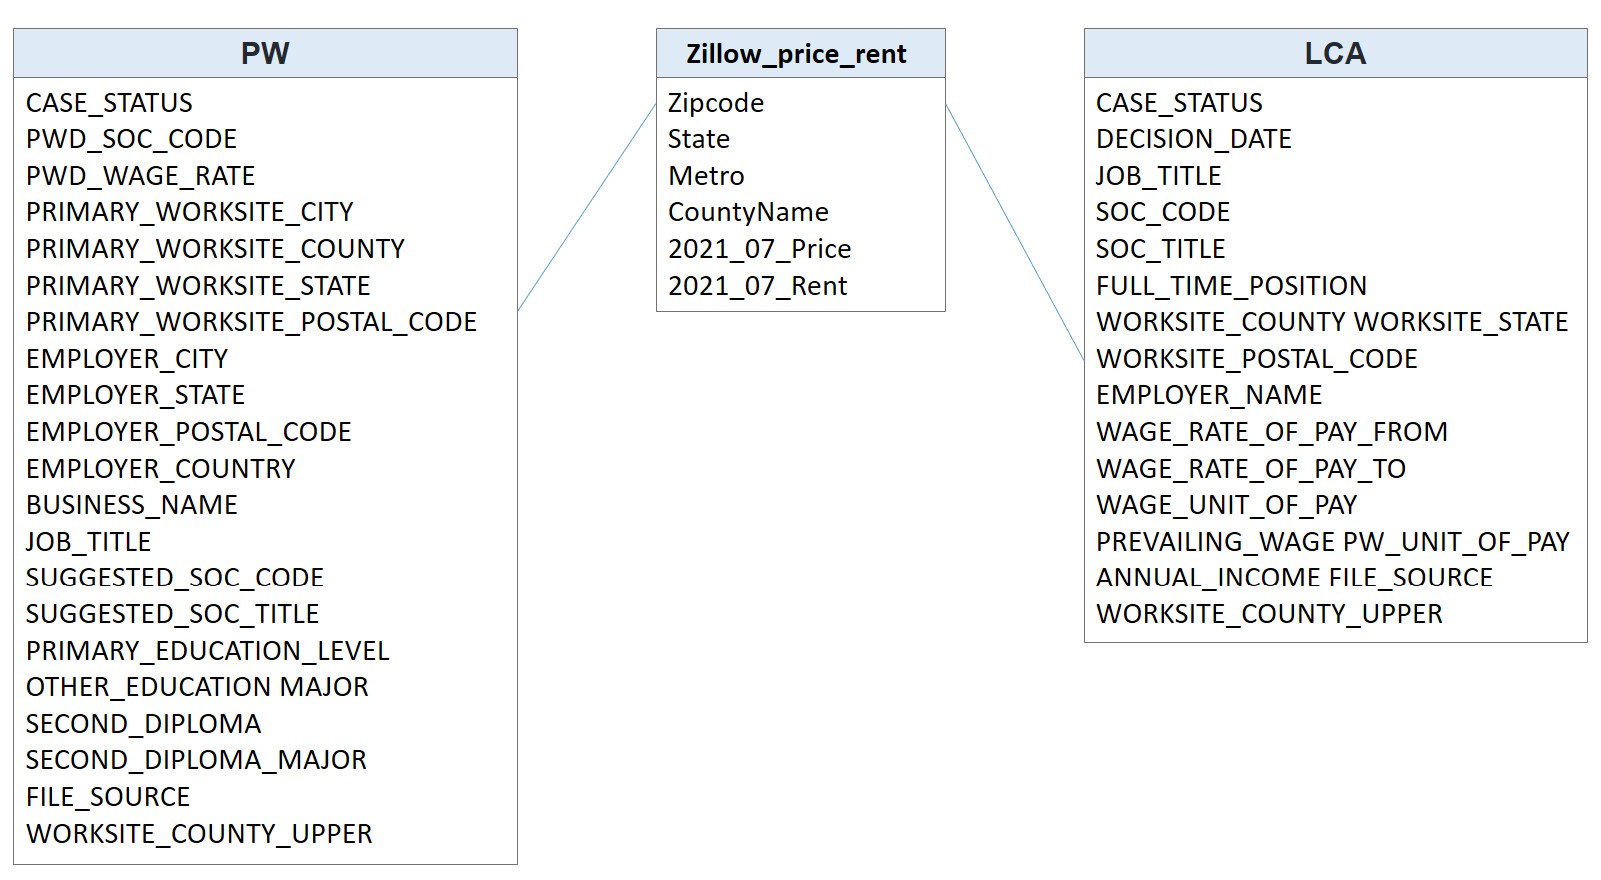 PW
CASE_STATUS
PWD_SOC_CODE
PWD_WAGE_RATE
PRIMARY_WORKSITE_CITY
PRIMARY_WORKSITE_COUNTY
PRIMARY_WORKSITE_STATE
PRIMARY_WORKSITE_POSTAL_CODE
EMPLOYER_CITY
EMPLOYER_STATE
EMPLOYER_POSTAL_CODE
EMPLOYER_COUNTRY
BUSINESS_NAME
JOB_TITLE
SUGGESTED_SOC_CODE
SUGGESTED_SOC_TITLE
PRIMARY_EDUCATION_LEVEL
OTHER_EDUCATION MAJOR
SECOND_DIPLOMA
SECOND_DIPLOMA_MAJOR
FILE_SOURCE
WORKSITE_COUNTY_UPPER
Zillow_price_rent
Zipcode
State
Metro
CountyName
2021_07_Price
2021_07_Rent
LCA
CASE_STATUS
DECISION_DATE
JOB_TITLE
SOC_CODE
SOC_TITLE
FULL_TIME_POSITION
WORKSITE_COUNTY WORKSITE_STATE
WORKSITE_POSTAL_CODE
EMPLOYER_NAME
WAGE_RATE_OF_PAY_FROM
WAGE_RATE_OF_PAY_TO
WAGE_UNIT_OF_PAY
PREVAILING_WAGE PW_UNIT_OF_PAY
ANNUAL_INCOME FILE_SOURCE
WORKSITE_COUNTY_UPPER